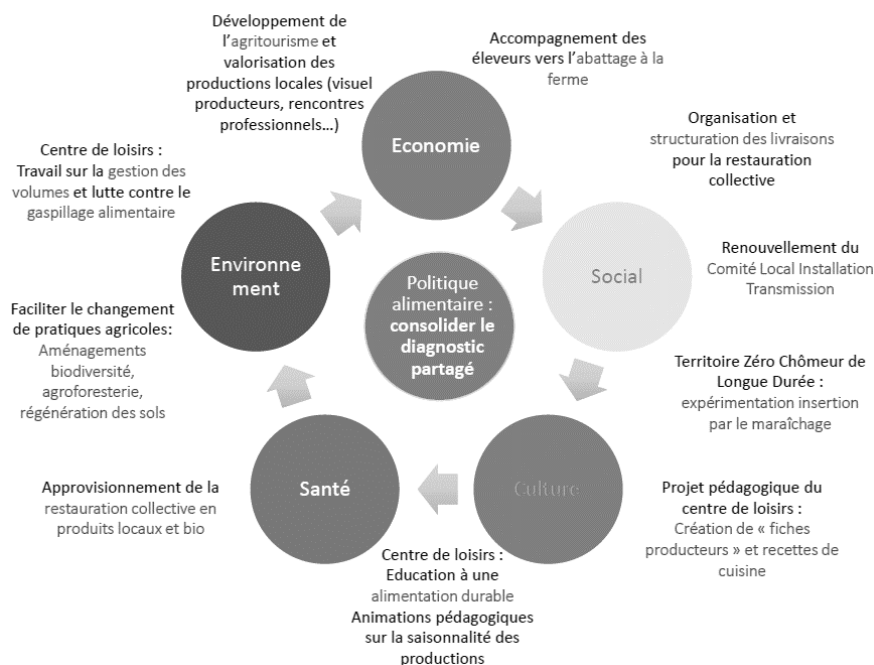 Développement de
l’agritourisme et
valorisation des
productions locales (visuel
producteurs, rencontres
professionnels…)
Accompagnement des
éleveurs vers l’abattage à la
ferme
Economie
Organisation et
structuration des livraisons
pour la restauration
collective
Centre de loisirs :
Travail sur la gestion des
volumes et lutte contre le
gaspillage alimentaire
Environne
ment
Politique
alimentaire :
consolider le
diagnostic
partagé
Social
Renouvellement du
Comité Local Installation
Transmission
Faciliter le changement
de pratiques agricoles:
Aménagements
biodiversité,
agroforesterie,
régénération des sols
Territoire Zéro Chômeur de
Longue Durée :
expérimentation insertion
par le maraîchage
Santé
Culture
Approvisionnement de la
restauration collective en
produits locaux et bio
Projet pédagogique du
centre de loisirs :
Création de « fiches
producteurs » et recettes de
cuisine
Centre de loisirs :
Education à une
alimentation durable
Animations pédagogiques
sur la saisonnalité des
productions